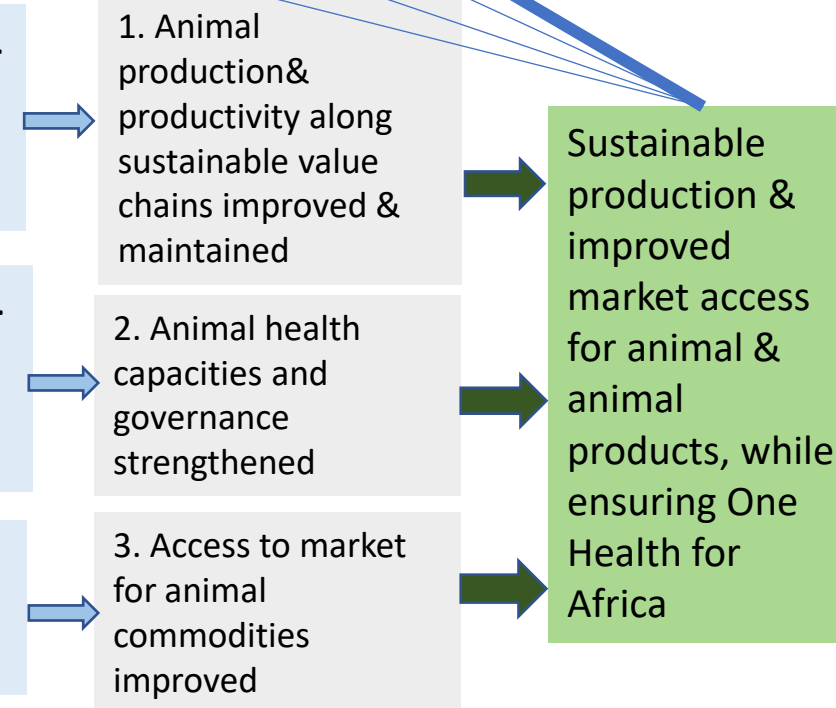 1. Animal
production&
productivity along
sustainable value
chains improved &
maintained
2. Animal health
capacities and
governance
strengthened
3. Access to market
for animal
commodities
improved
Sustainable
production &
improved
market access
for animal &
animal
products, while
ensuring One
Health for
Africa